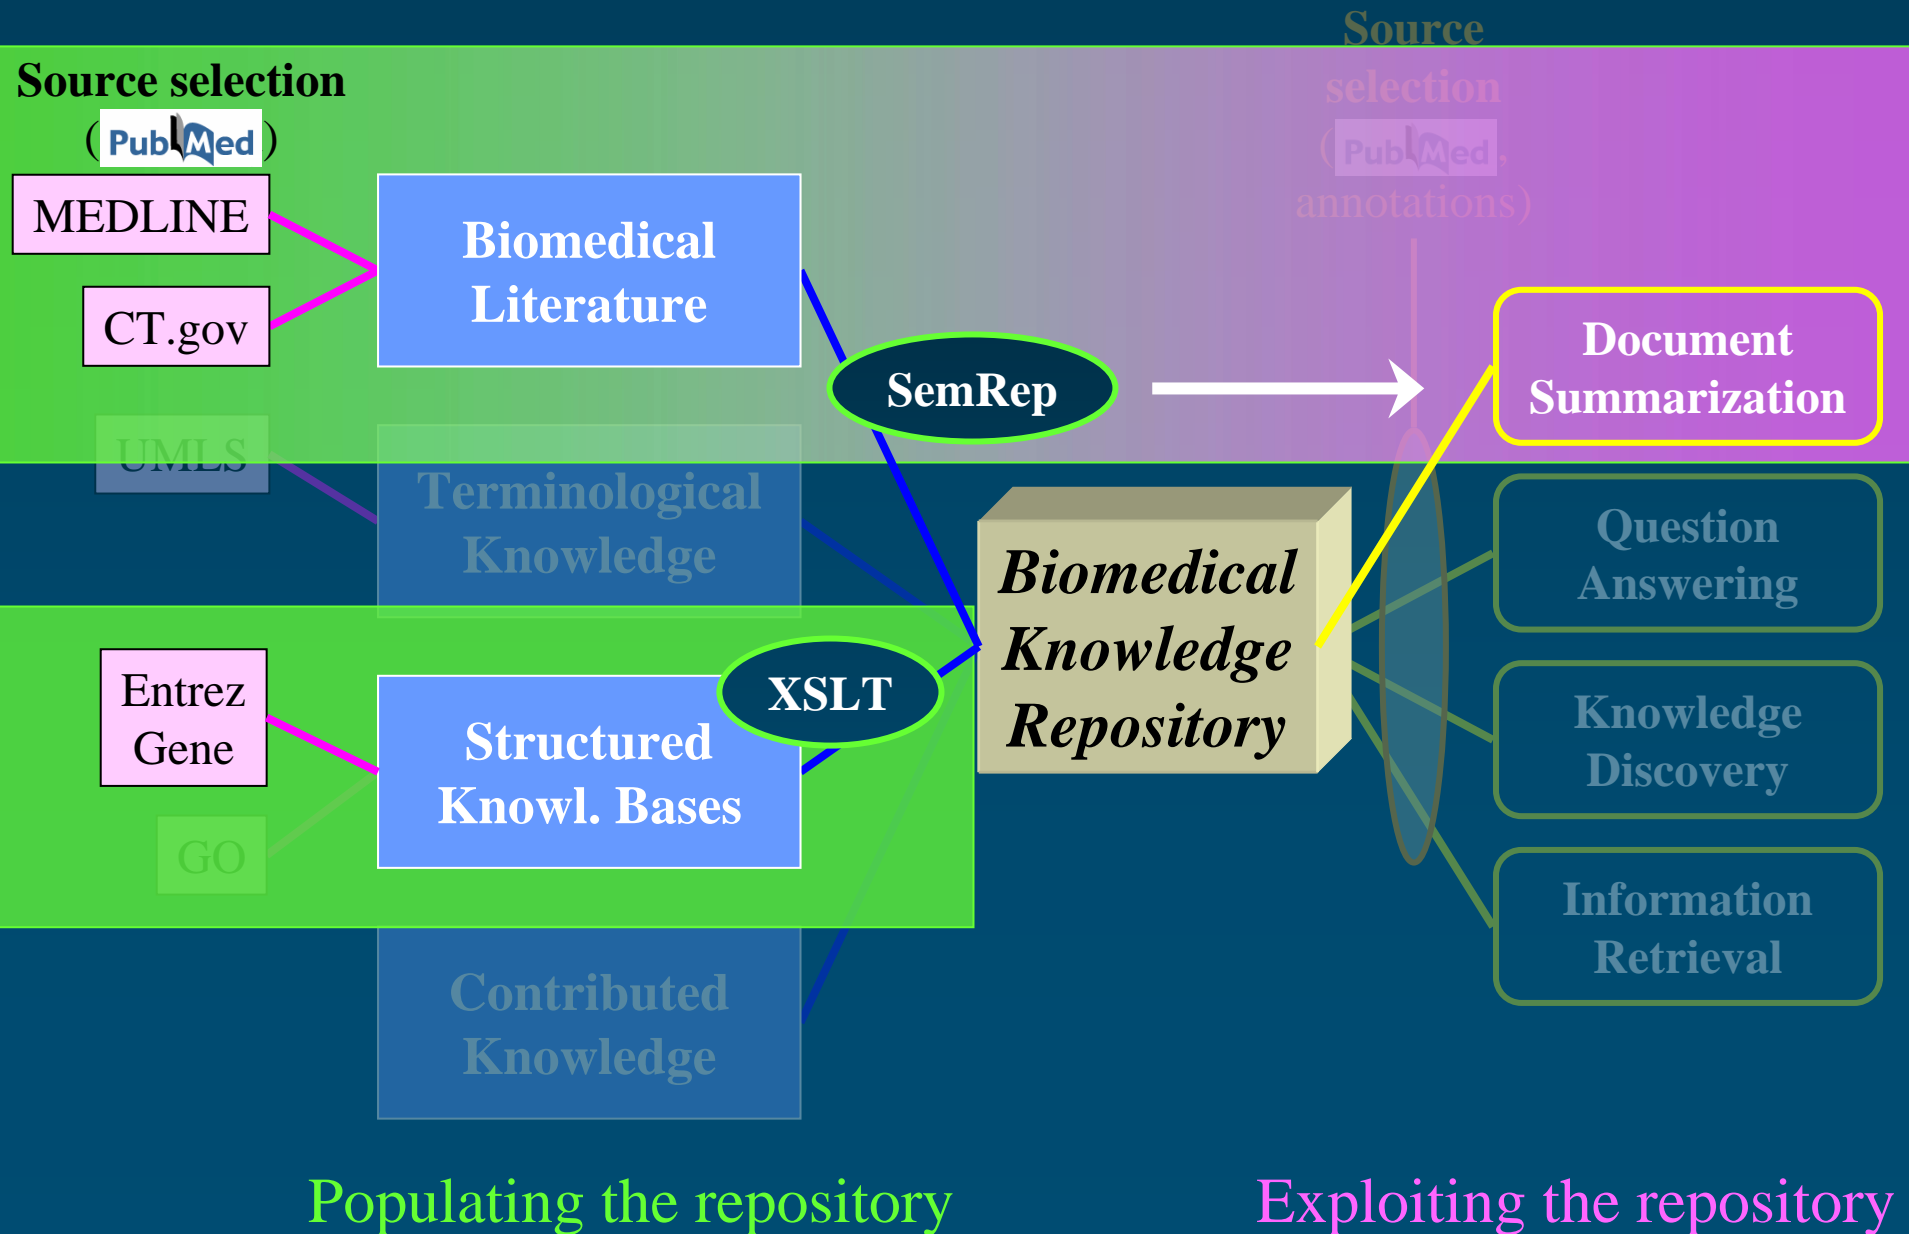 Source selection
(PubMed)
MEDLINE
CT.gov
UMLS
Entrez
Gene
GO
Biomedical
Literature
Terminological
Knowledge
Structured
Knowl. Bases
Contributed
Knowledge
SemRep
XSLT
Biomedical
Knowledge
Repository
Source
selection
(PubMed,
annotations)
Document
Summarization
Question
Answering
Knowledge
Discovery
Information
Retrieval
Populating the repository
Exploiting the repository